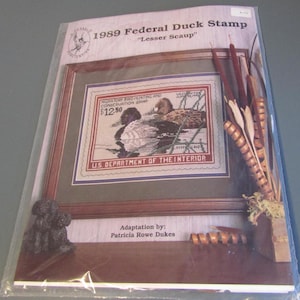 1989 Federal Duck Stamp
"Lesser Scaup"
$12.50
U.S. DEPARTMENT OF THE INTERIOR
Adaptation by:
Patricia Rowe Dukes